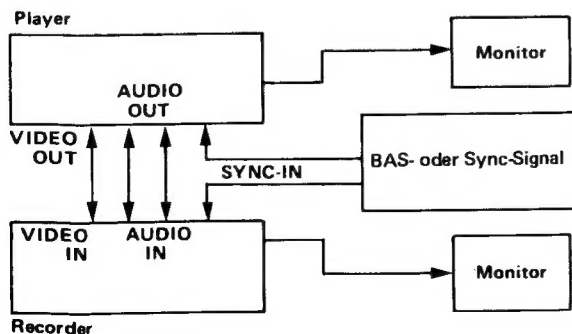 Player
AUDIO
OUT
VIDEO
OUT
Monitor
BAS- oder Sync-Signal
SYNC-IN
VIDEO
IN
AUDIO
IN
Monitor
Recorder